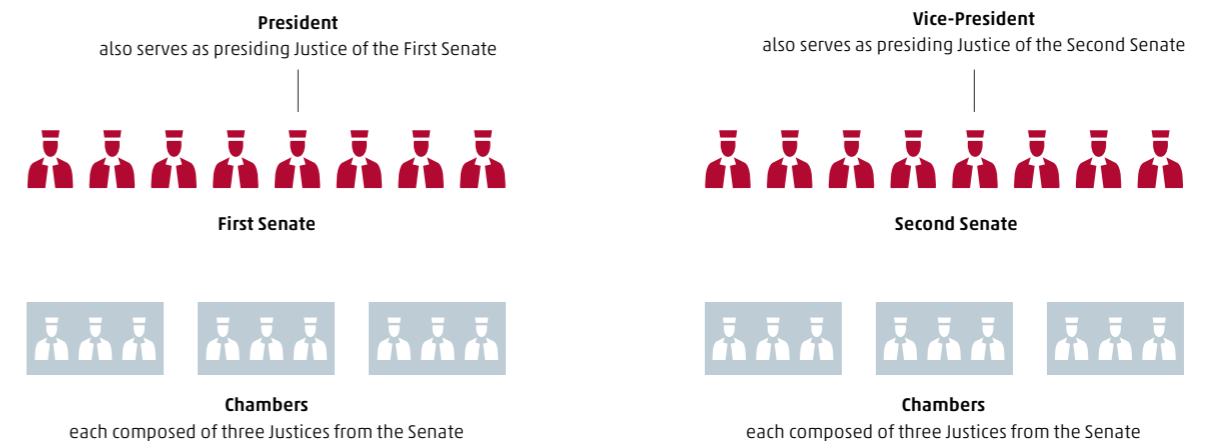 President
also serves as presiding Justice of the First Senate
First Senate
Chambers
each composed of three Justices from the Senate
Vice-President
also serves as presiding Justice of the Second Senate
Second Senate
Chambers
each composed of three Justices from the Senate